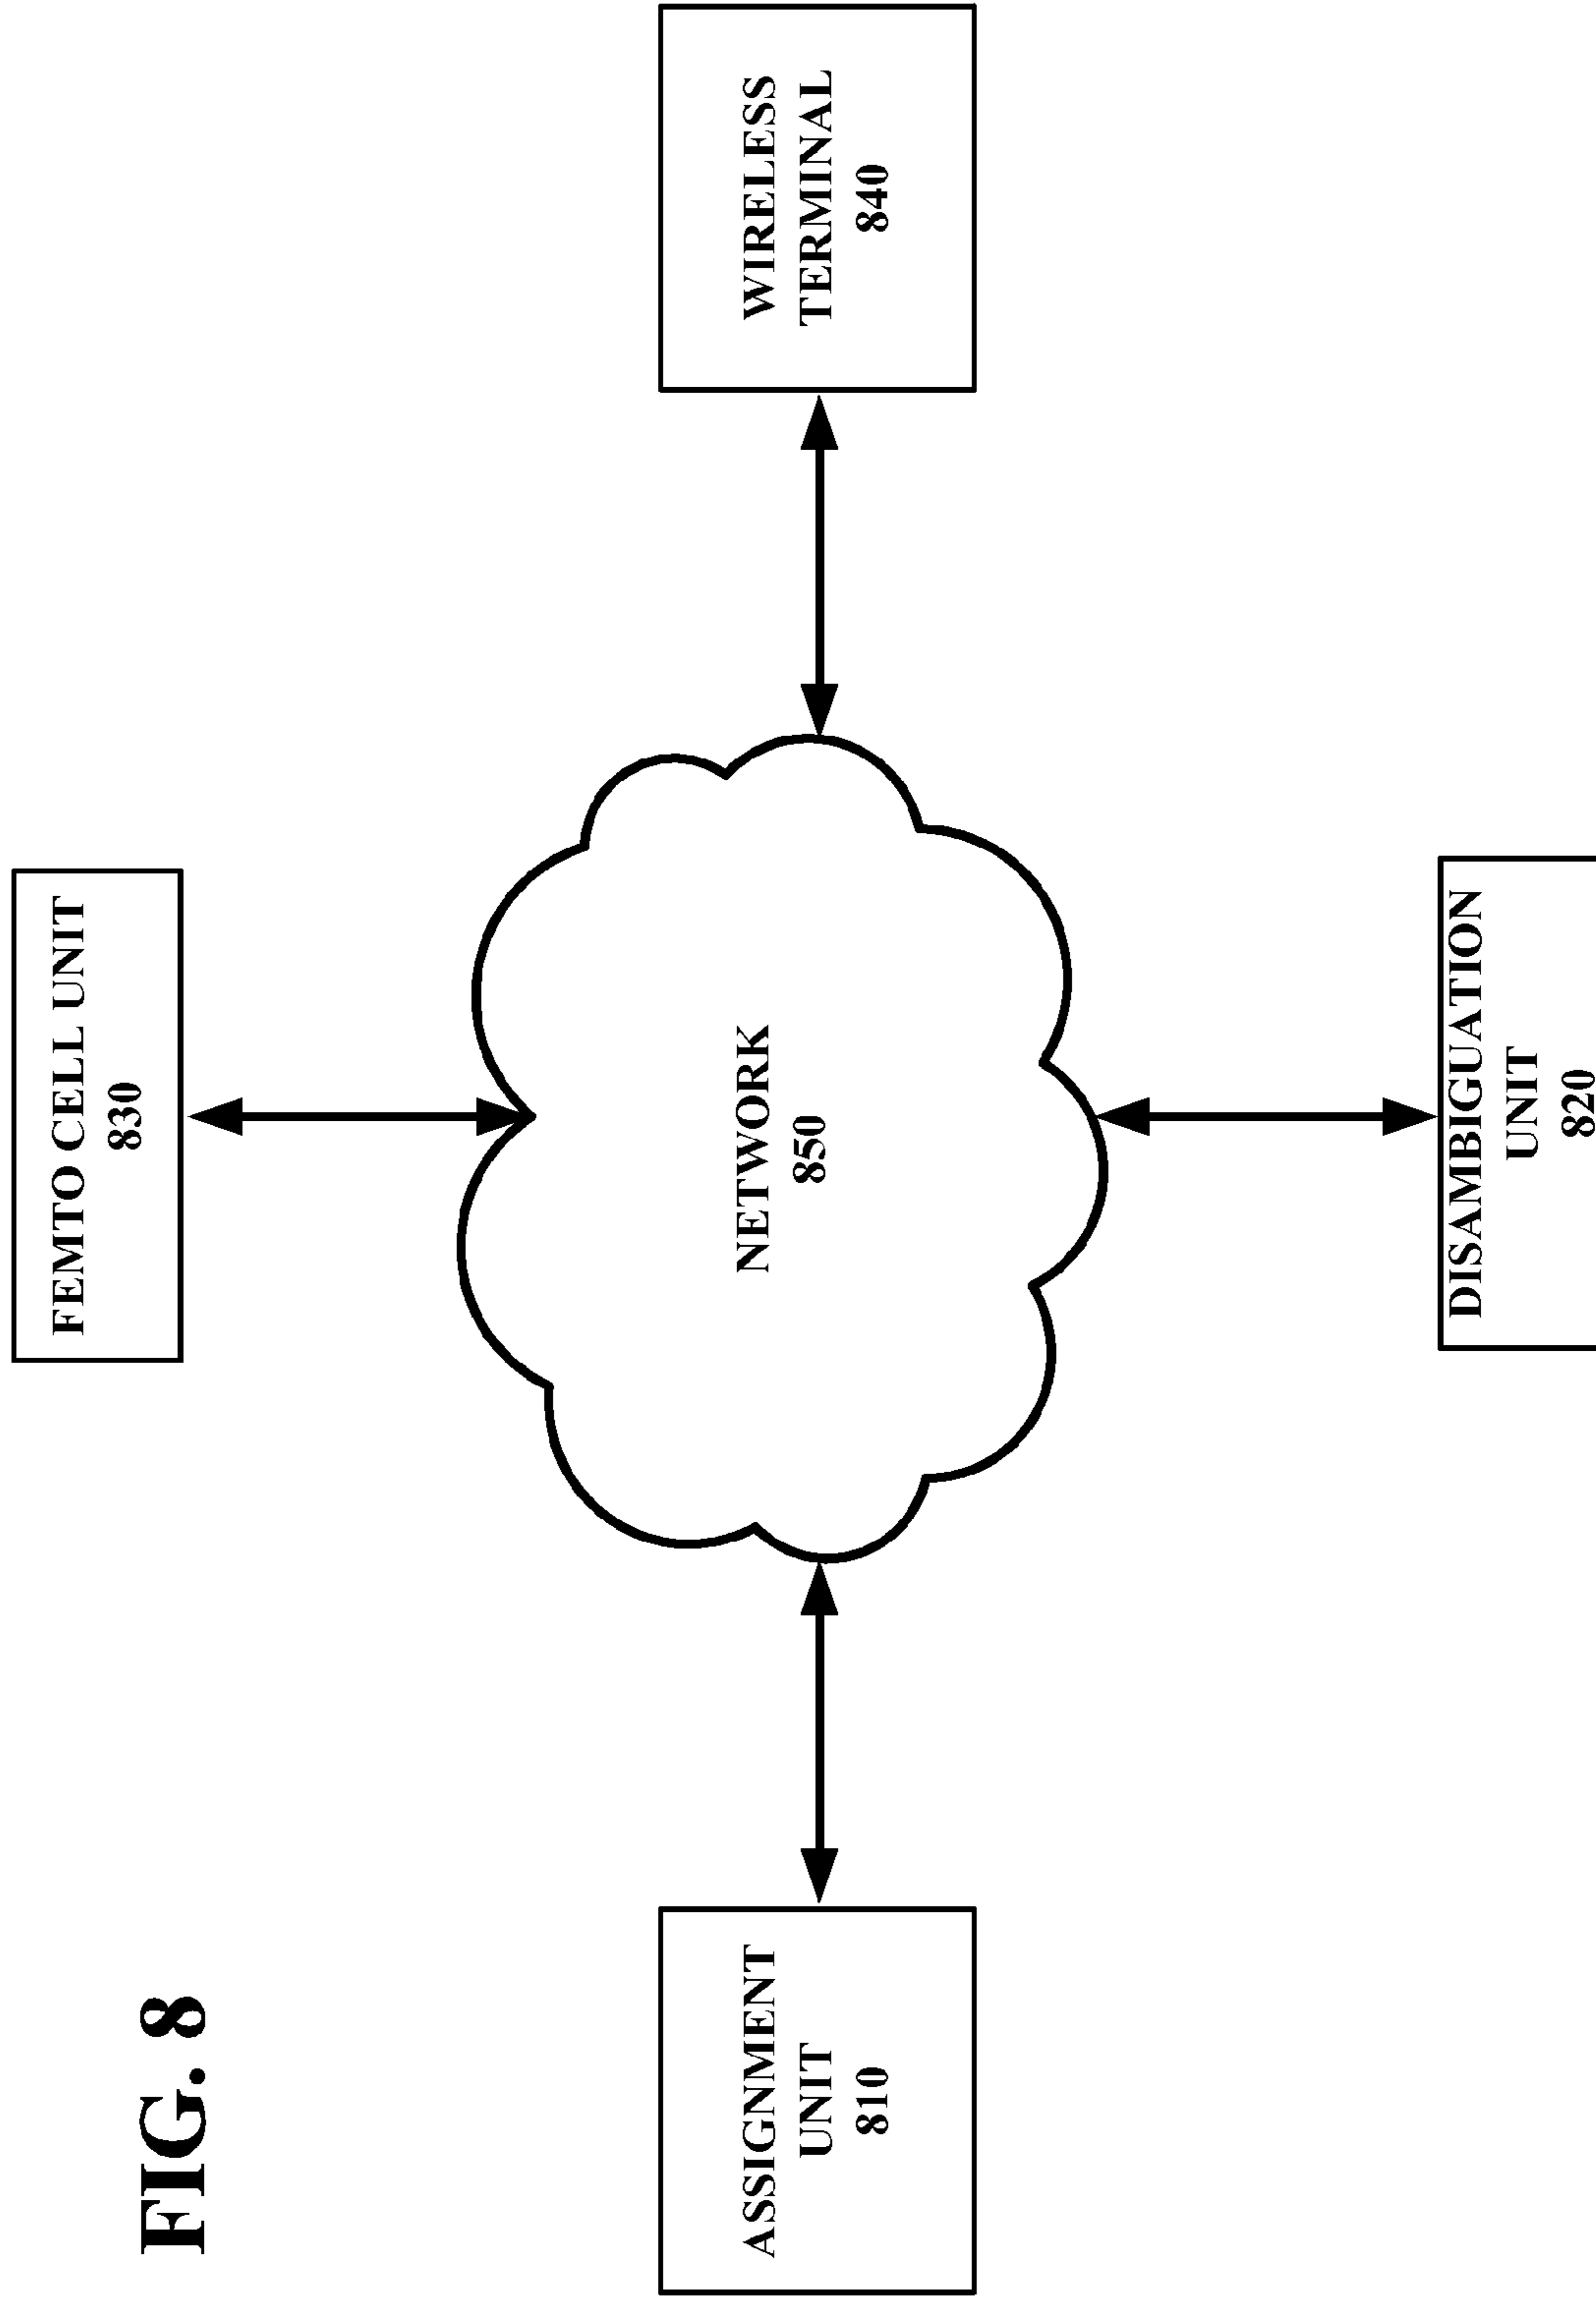 FIG. 8
FEMTO CELL UNIT
830
ASSIGNMENT
UNIT
810
NETWORK
850
WIRELESS
TERMINAL
840
DISAMBIGUATION
UNIT
820